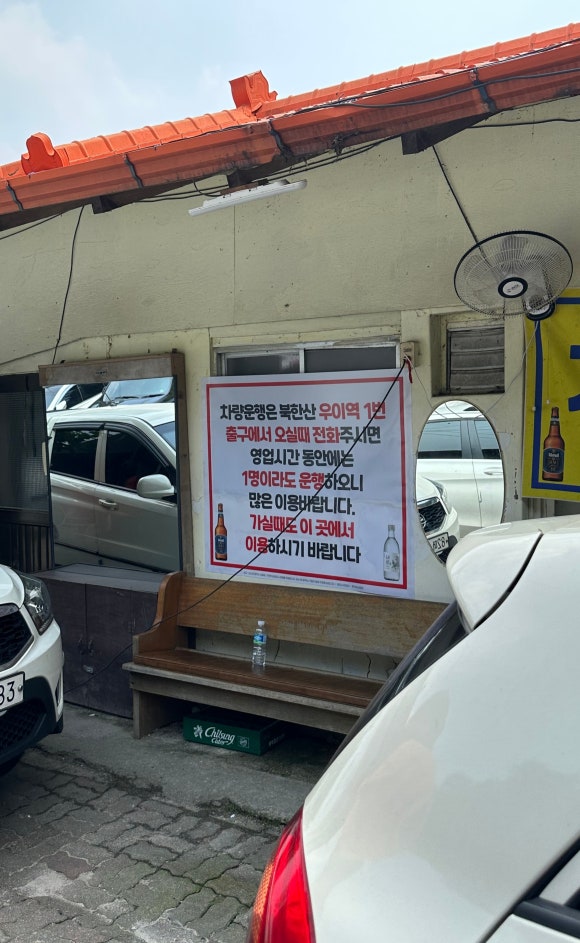 차량운행은 북한산 우이역 1번
출구에서 오실때 전화주시면
영업시간 동안에는
1명이라도 운행하오니
많은 이용바랍니다.
가실때도 이 곳에서
이용하시기 바랍니다
Chilsung
Cider
33